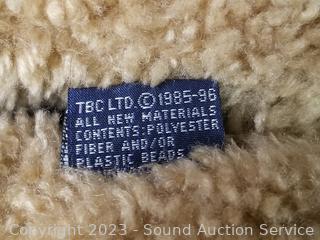 TBC LTD.©1985-96
ALL NEW MATERIALS
CONTENTS:POLYESTER
FIBER AND/OR
PLASTIC BEADS
Copyright 2023 - Sound Auction Service